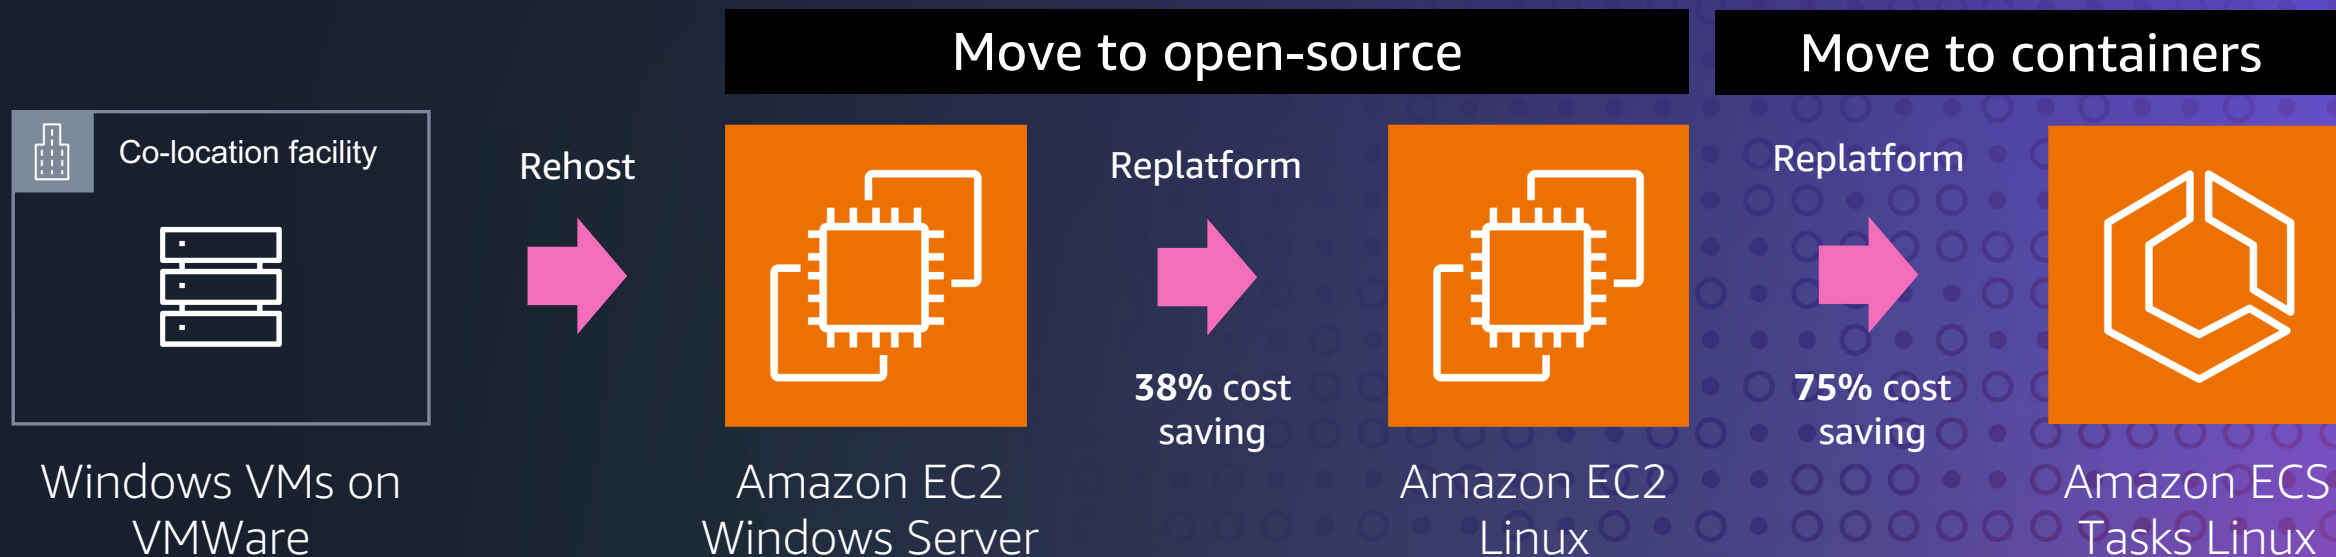 Move to open-source
Move to containers
Co-location facility
Rehost
Replatform
Replatform
38% cost
saving
75% cost
saving
Windows VMs on
VMWare
Amazon EC2
Windows Server
Amazon EC2
Linux
Amazon ECS
Tasks Linux